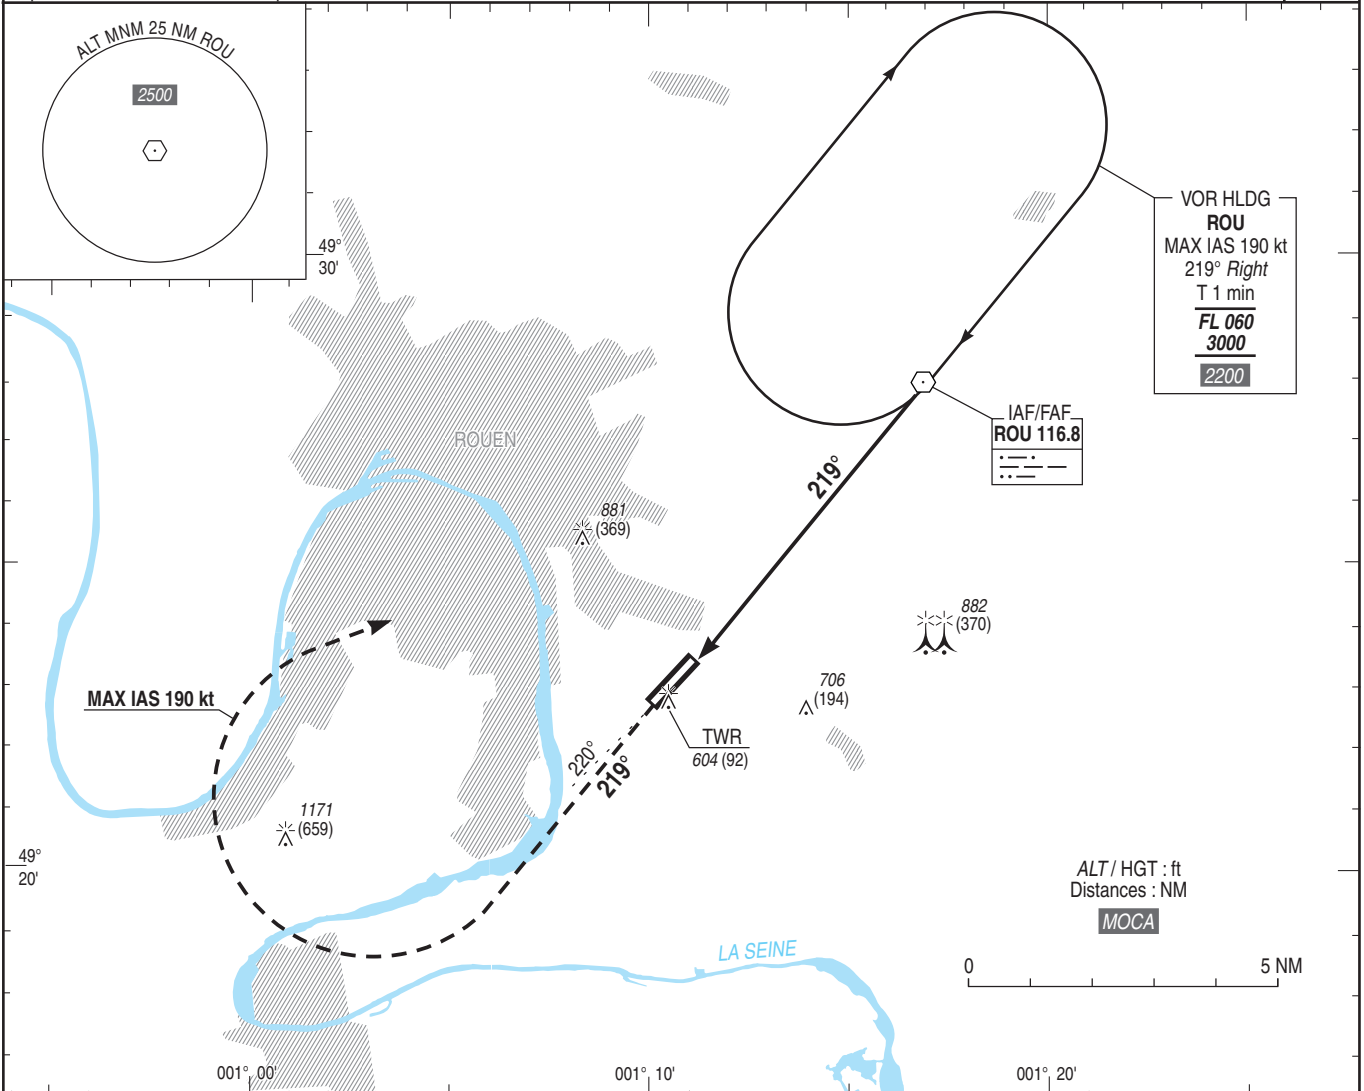 ALT MNM 25 NM ROU
2500
49°
30'
VOR HLDG
ROU
MAX IAS 190 kt
219° Right
T 1 min
FL 060
3000
2200
IAF/FAF
ROU 116.8
219°
ROUEN
881
(369)
882
(370)
MAX IAS 190 kt
706
(194)
TWR
604 (92)
220°
219°
1171
(659)
49°
20'
ALT / HGT : ft
Distances : NM
MOCA
LA SEINE
0 5 NM
001° 00' 001° 10' 001° 20'